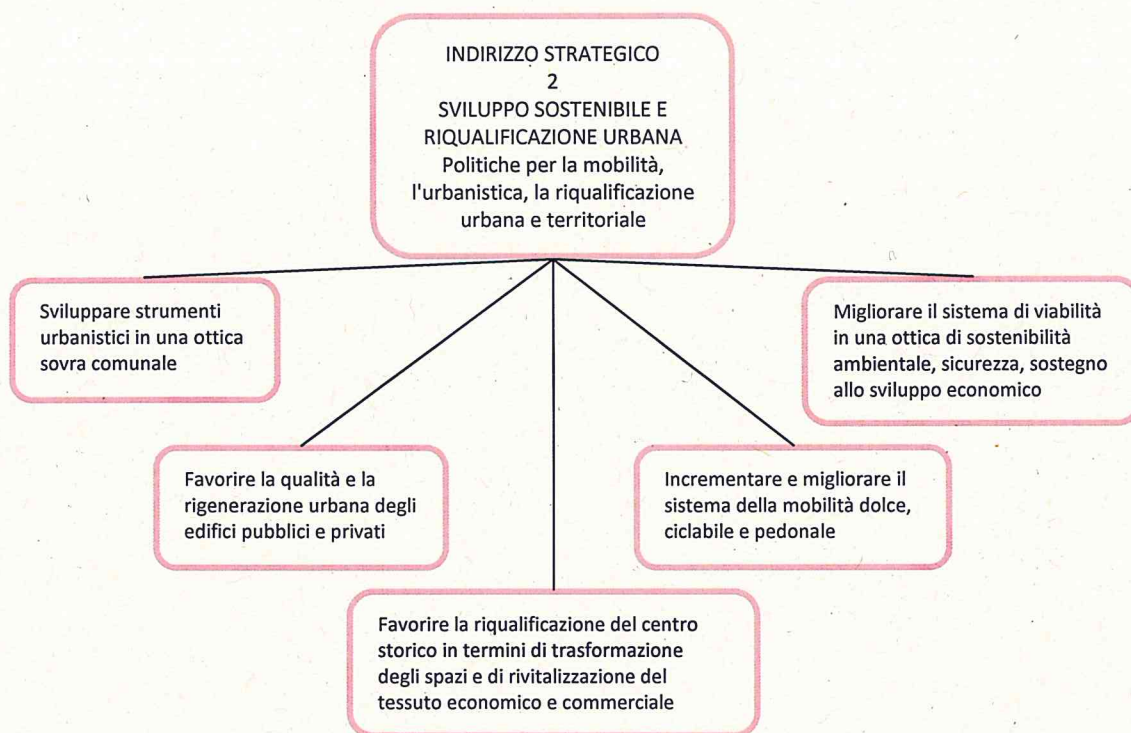 INDIRIZZO STRATEGICO
2
SVILUPPO SOSTENIBILE E
RIQUALIFICAZIONE URBANA
Politiche per la mobilità,
l'urbanistica, la riqualificazione
urbana e territoriale
Sviluppare strumenti
urbanistici in una ottica
sovra comunale
Migliorare il sistema di viabilità
in una ottica di sostenibilità
ambientale, sicurezza, sostegno
allo sviluppo economico
Favorire la qualità e la
rigenerazione urbana degli
edifici pubblici e privati
Incrementare e migliorare il
sistema della mobilità dolce,
ciclabile e pedonale
Favorire la riqualificazione del centro
storico in termini di trasformazione
degli spazi e di rivitalizzazione del
tessuto economico e commerciale